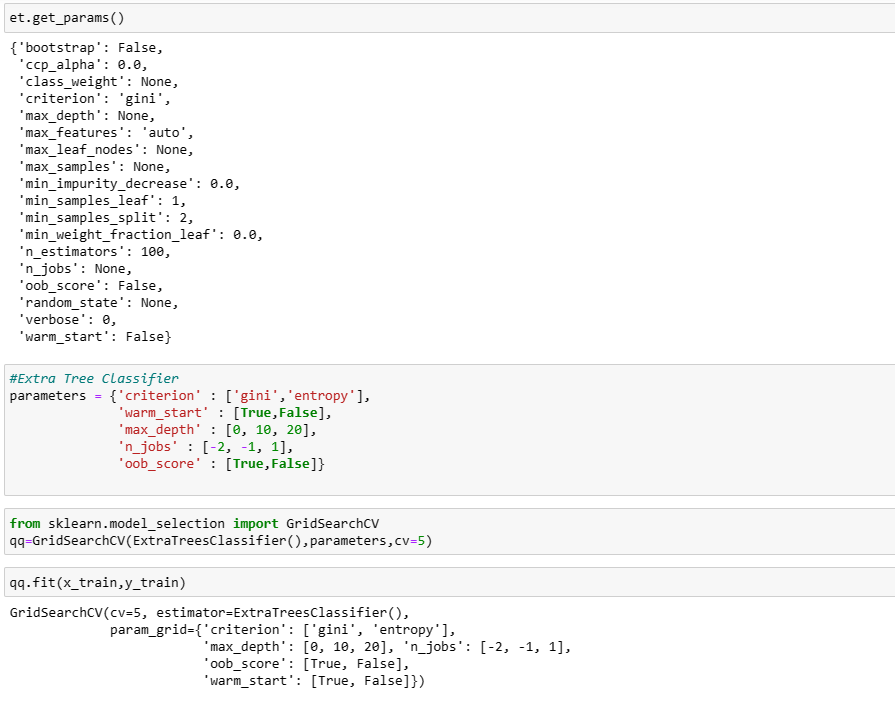 et.get_params()
{'bootstrap': False,
 'ccp_alpha': 0.0,
 'class_weight': None,
 'criterion': 'gini',
 'max_depth': None,
 'max_features': 'auto',
 'max_leaf_nodes': None,
 'max_samples': None,
 'min_impurity_decrease': 0.0,
 'min_samples_leaf': 1,
 'min_samples_split': 2,
 'min_weight_fraction_leaf': 0.0,
 'n_estimators': 100,
 'n_jobs': None,
 'oob_score': False,
 'random_state': None,
 'verbose': 0,
 'warm_start': False}
#Extra Tree Classifier
parameters = {'criterion' : ['gini','entropy'],
              'warm_start' : [True,False],
              'max_depth' : [0, 10, 20],
              'n_jobs' : [-2, -1, 1],
              'oob_score' : [True,False]}
from sklearn.model_selection import GridSearchCV
qq=GridSearchCV(ExtraTreesClassifier(),parameters,cv=5)
qq.fit(x_train,y_train)
GridSearchCV(cv=5, estimator=ExtraTreesClassifier(),
             param_grid={'criterion': ['gini', 'entropy'],
                         'max_depth': [0, 10, 20], 'n_jobs': [-2, -1, 1],
                         'oob_score': [True, False],
                         'warm_start': [True, False]})